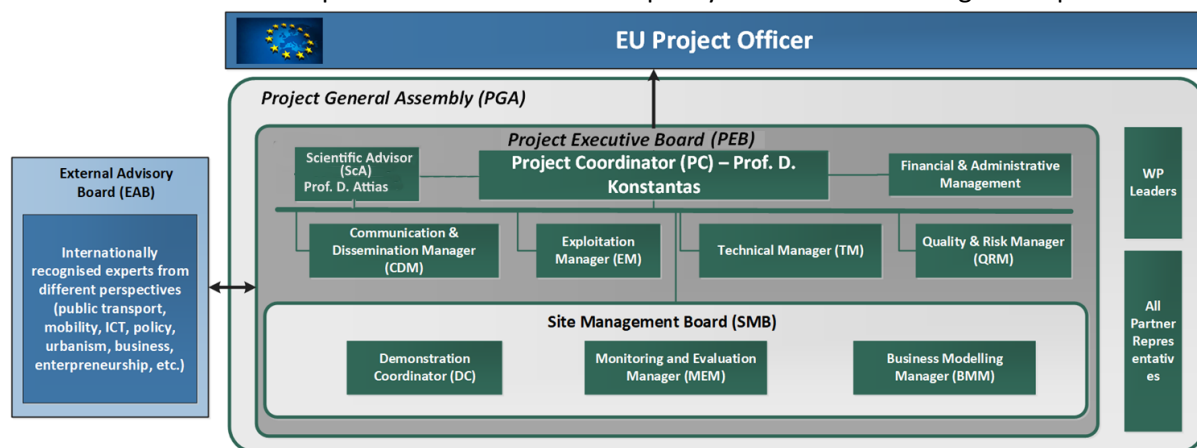 EU Project Officer
Project General Assembly (PGA)
Project Executive Board (PEB)
Scientific Advisor
(ScA)
Prof. D. Attias
Project Coordinator (PC) – Prof. D.
Konstantas
Financial & Administrative
Management
WP
Leaders
External Advisory
Board (EAB)
Internationally
recognised experts from
different perspectives
(public transport,
mobility, ICT, policy,
urbanism, business,
enterpreneurship, etc.)
Communication &
Dissemination Manager
(CDM)
Exploitation
Manager (EM)
Technical Manager (TM)
Quality & Risk Manager
(QRM)
All
Partner
Repres
entativ
es
Site Management Board (SMB)
Demonstration
Coordinator (DC)
Monitoring and Evaluation
Manager (MEM)
Business Modelling
Manager (BMM)